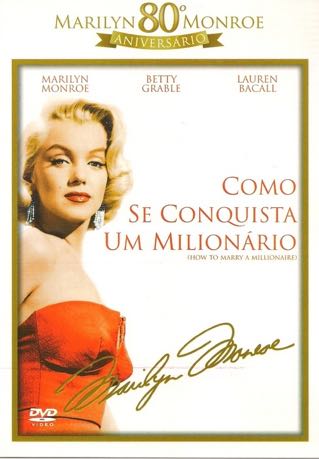 MARILYN 80º MONROE
ANIVERSÁRIO
MARILYN MONROE
BETTY GRABLE
LAUREN BACALL
COMO
SE CONQUISTA
UM MILIONÁRIO
(HOW TO MARRY A MILLIONAIRE)
Marilyn Monroe
DVD
VIDEO